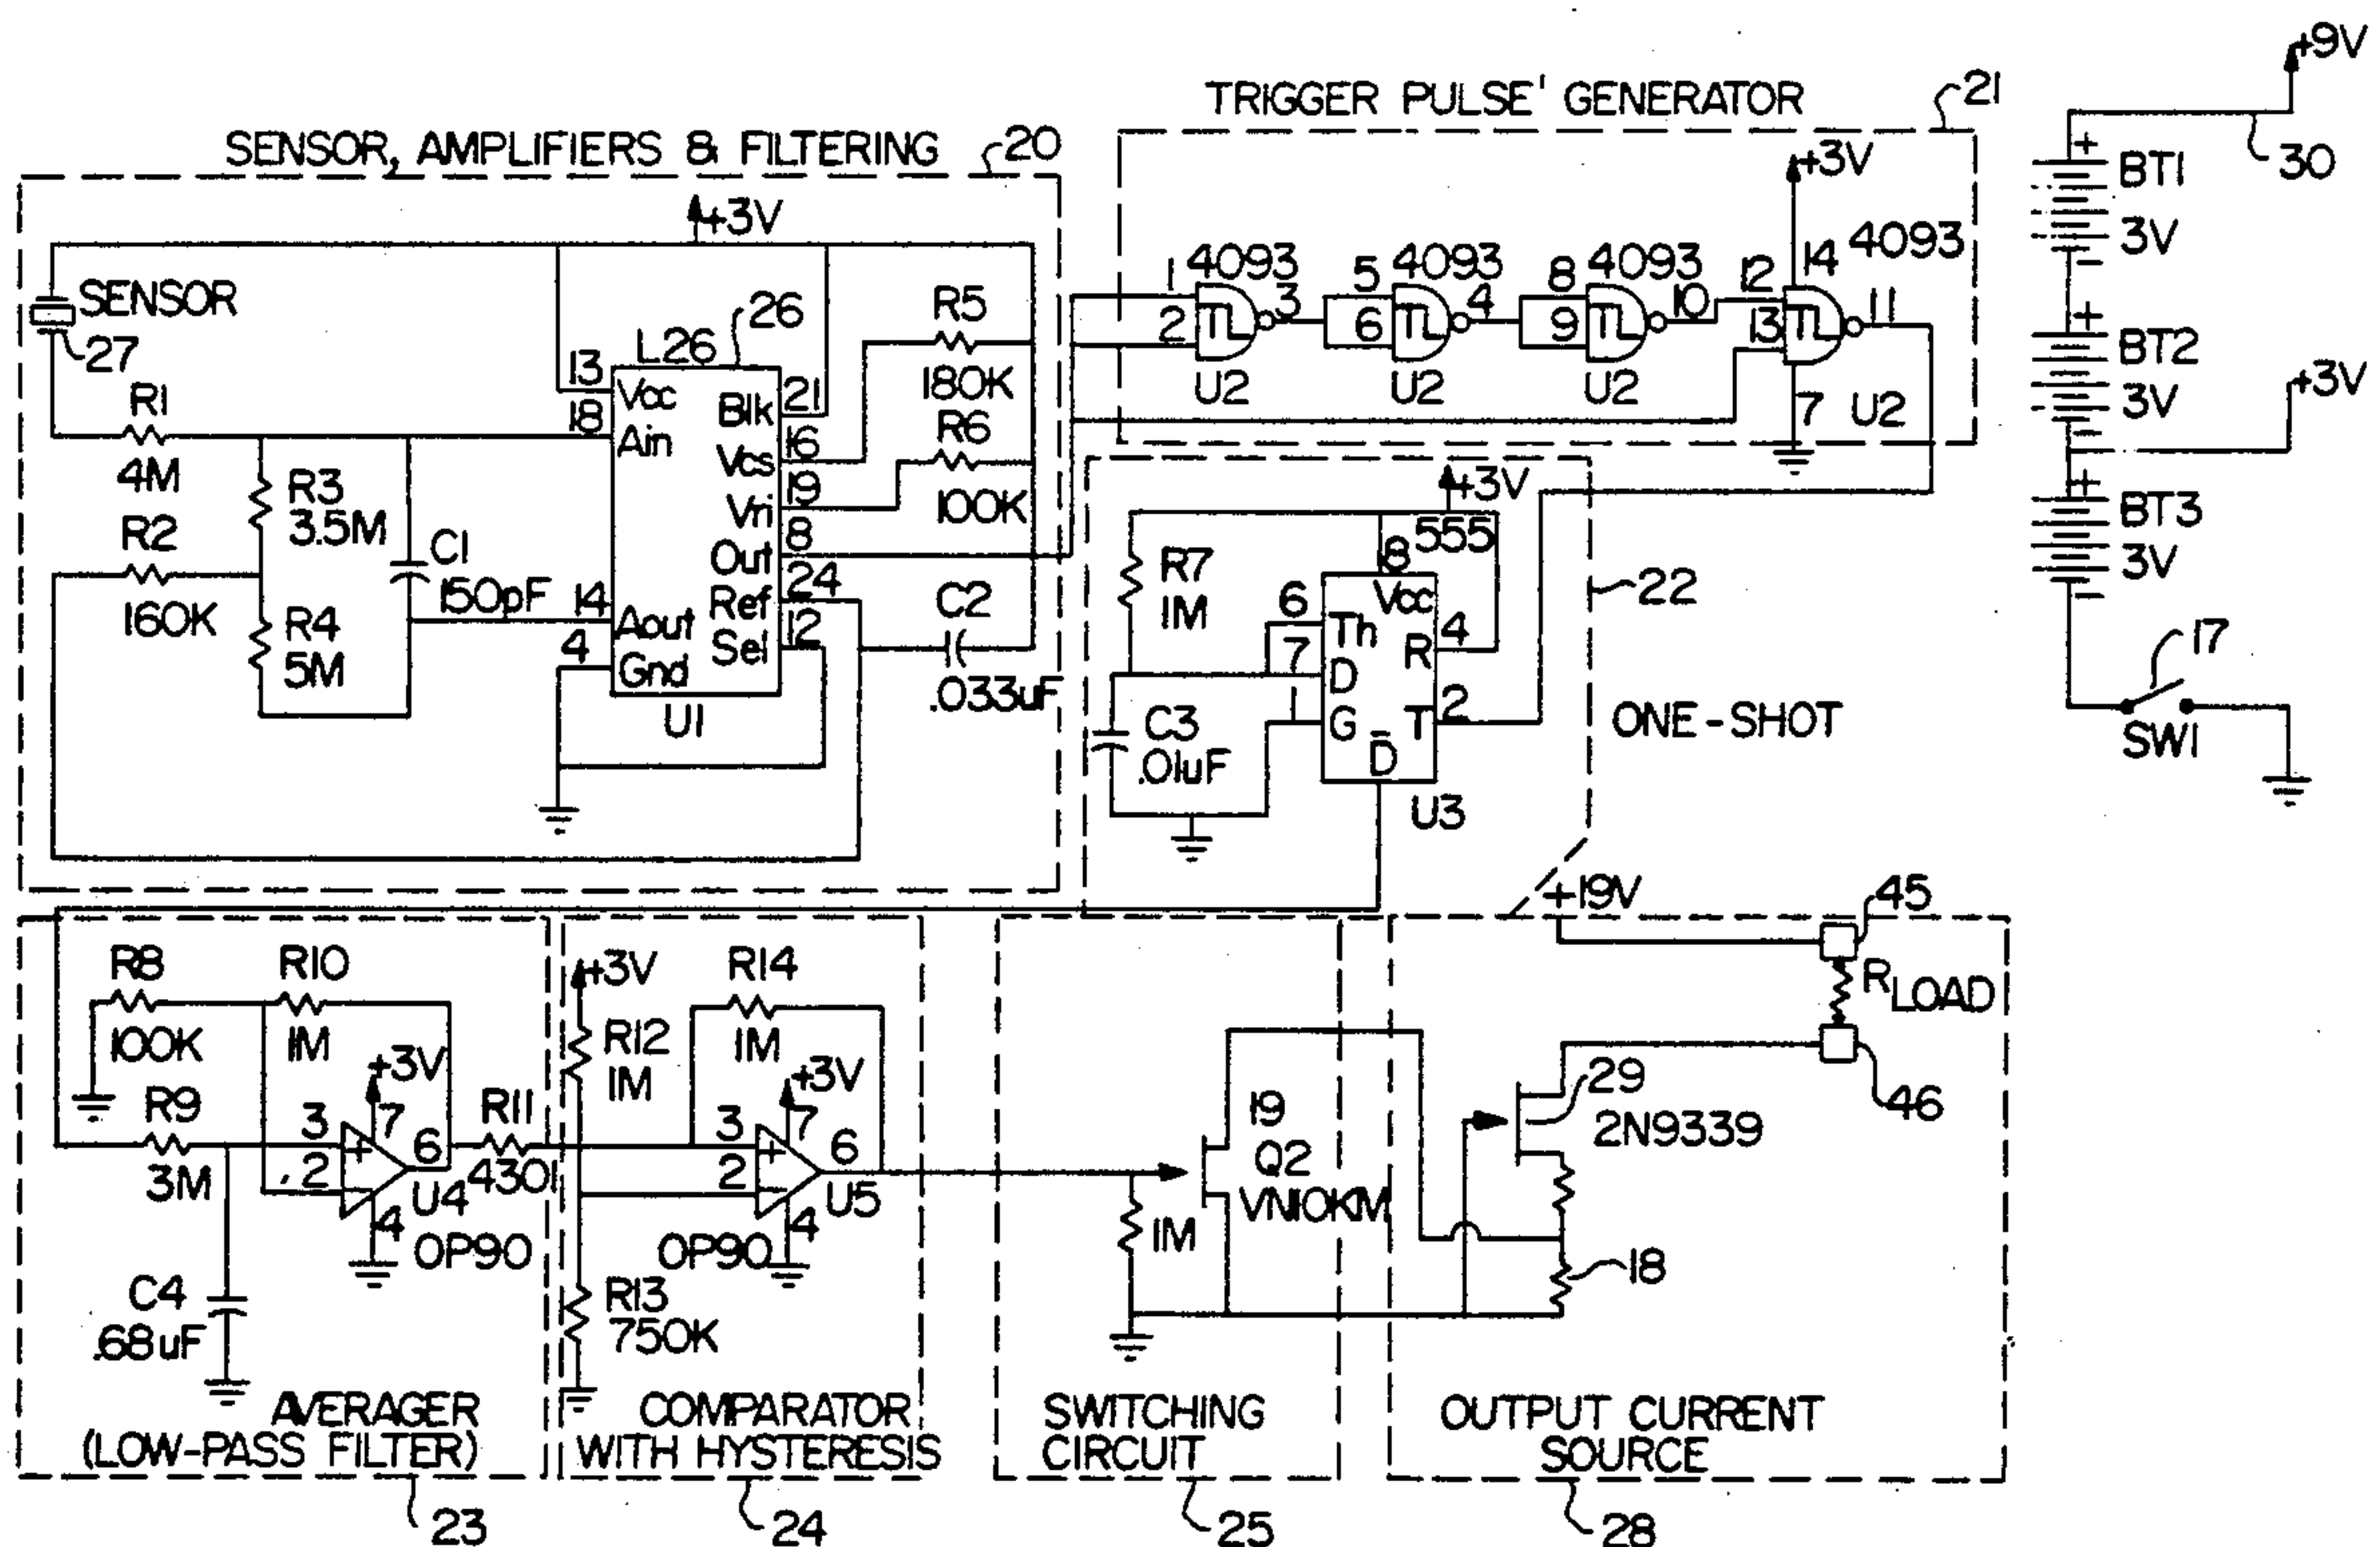 TRIGGER PULSE' GENERATOR
21
+9V
30
SENSOR, AMPLIFIERS & FILTERING
20
+3V
SENSOR
27
R1
4M
R2
160K
R3
3.5M
R4
5M
C1
150pF
L26
26
13
Vcc
18
Ain
14
Aout
4
Gnd
Blk
21
Vcs
16
Vri
19
Out
8
Ref
24
Sel
12
U1
R5
180K
R6
100K
C2
.033uF
1
2
4093
3
U2
5
6
4093
4
U2
8
9
4093
10
U2
12
13
+3V
14
4093
11
7
U2
BT1
3V
BT2
3V
+3V
BT3
3V
17
SW1
+3V
555
R7
1M
8
Vcc
6
Th
7
D
1
G
R
4
T
2
D̅
C3
.01uF
U3
22
ONE-SHOT
R8
100K
R10
1M
+3V
R9
3M
3
2
7
6
4
U4
OP90
R11
4301
C4
.68uF
AVERAGER
(LOW-PASS FILTER)
23
+3V
R12
1M
R14
1M
+3V
3
2
7
6
4
U5
OP90
R13
750K
COMPARATOR
WITH HYSTERESIS
24
1M
19
Q2
VN10KM
SWITCHING
CIRCUIT
25
+19V
45
RLOAD
46
29
2N9339
18
OUTPUT CURRENT
SOURCE
28